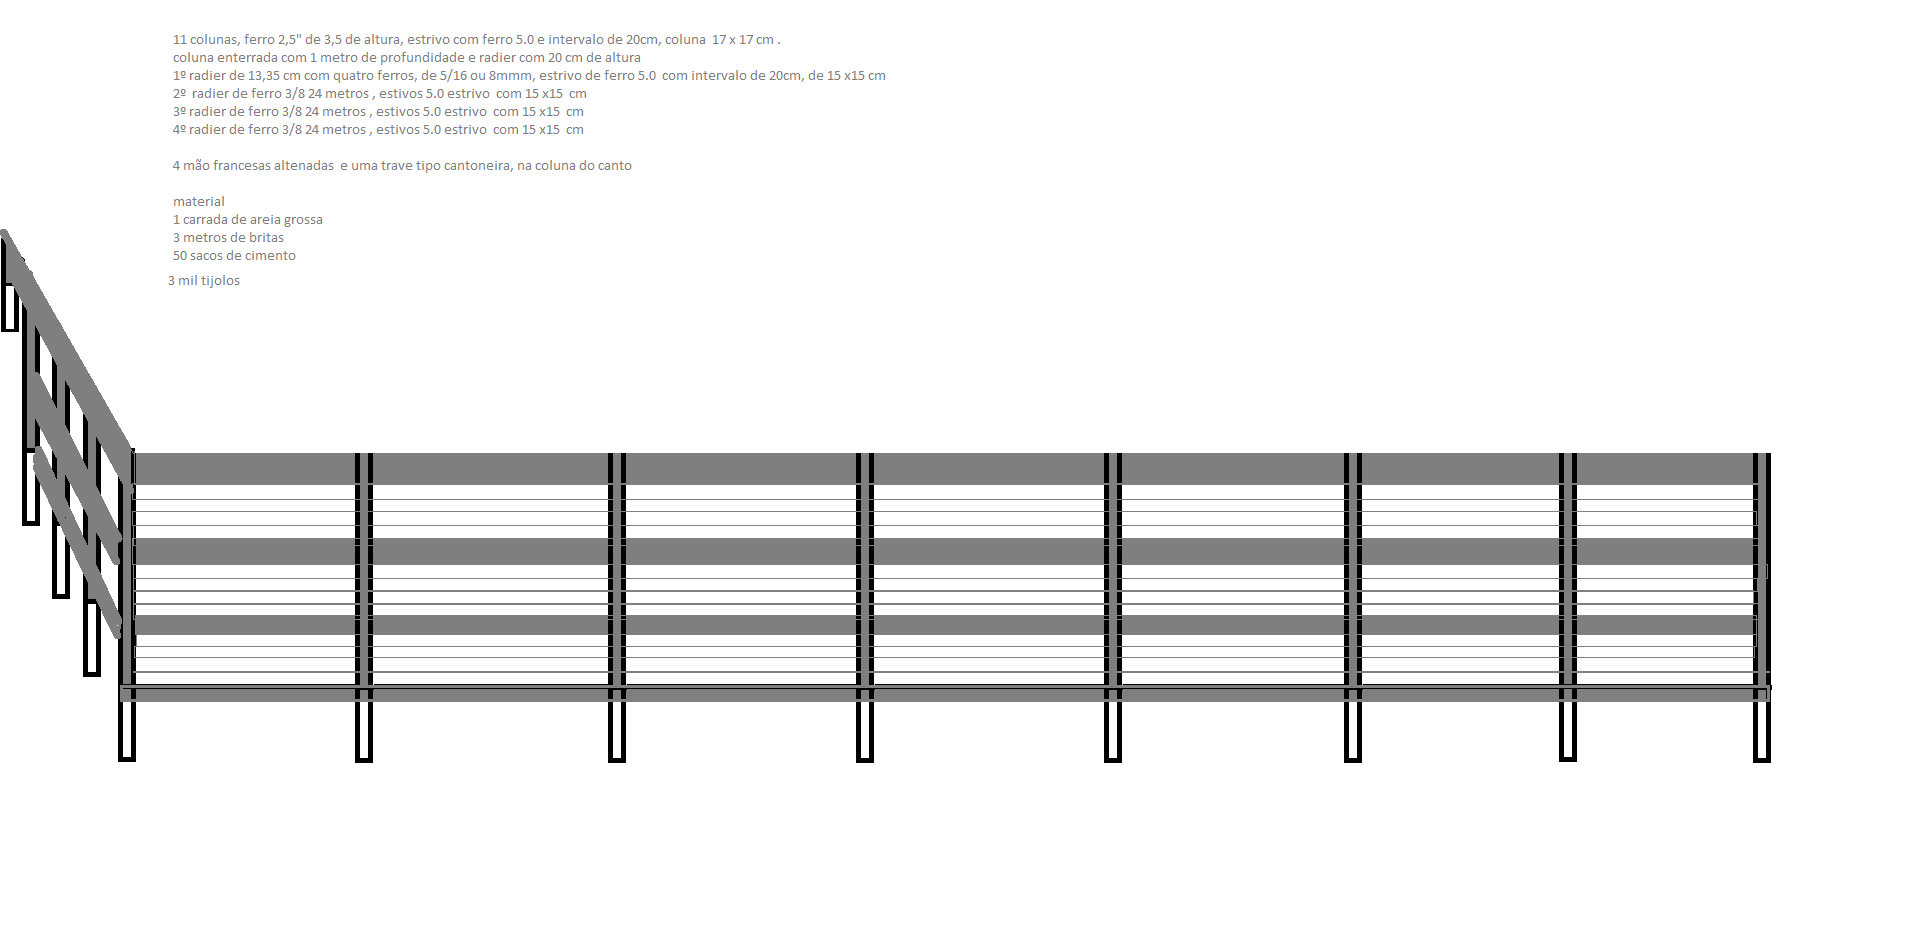 11 colunas, ferro 2,5" de 3,5 de altura, estrivo com ferro 5.0 e intervalo de 20cm, coluna 17 x 17 cm .
coluna enterrada com 1 metro de profundidade e radier com 20 cm de altura
1º radier de 13,35 cm com quatro ferros, de 5/16 ou 8mmm, estrivo de ferro 5.0 com intervalo de 20cm, de 15 x15 cm
2º radier de ferro 3/8 24 metros , estivos 5.0 estrivo com 15 x15 cm
3º radier de ferro 3/8 24 metros , estivos 5.0 estrivo com 15 x15 cm
4º radier de ferro 3/8 24 metros , estivos 5.0 estrivo com 15 x15 cm
4 mão francesas altenadas e uma trave tipo cantoneira, na coluna do canto
material
1 carrada de areia grossa
3 metros de britas
50 sacos de cimento
3 mil tijolos